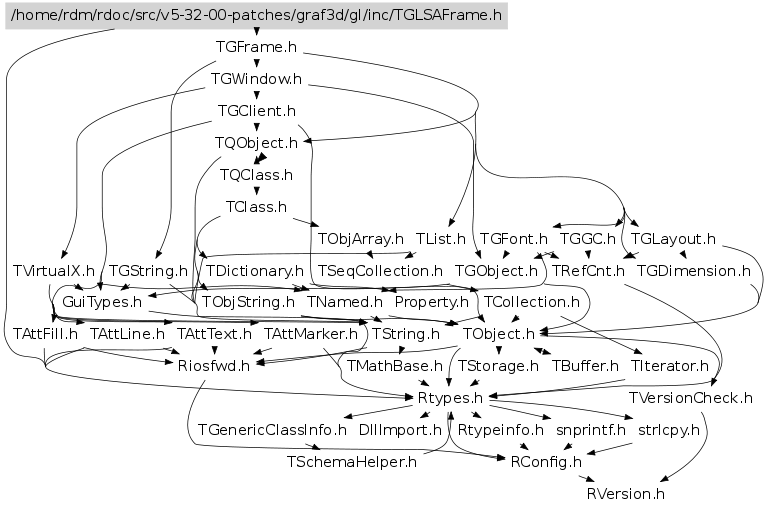 /home/rdm/rdoc/src/v5-32-00-patches/graf3d/gl/inc/TGLSAFrame.h
TGFrame.h
TGWindow.h
TGClient.h
TQObject.h
TQClass.h
TClass.h
TObjArray.h TList.h TGFont.h TGGC.h TGLayout.h
TVirtualX.h TGString.h TDictionary.h TSeqCollection.h TGObject.h TRefCnt.h TGDimension.h
GuiTypes.h TObjString.h TNamed.h Property.h TCollection.h
TAttFill.h TAttLine.h TAttText.h TAttMarker.h TString.h TObject.h
Riosfwd.h TMathBase.h TStorage.h TBuffer.h TIterator.h
Rtypes.h TVersionCheck.h
TGenericClassInfo.h DllImport.h Rtypeinfo.h snprintf.h strlcpy.h
TSchemaHelper.h RConfig.h
RVersion.h